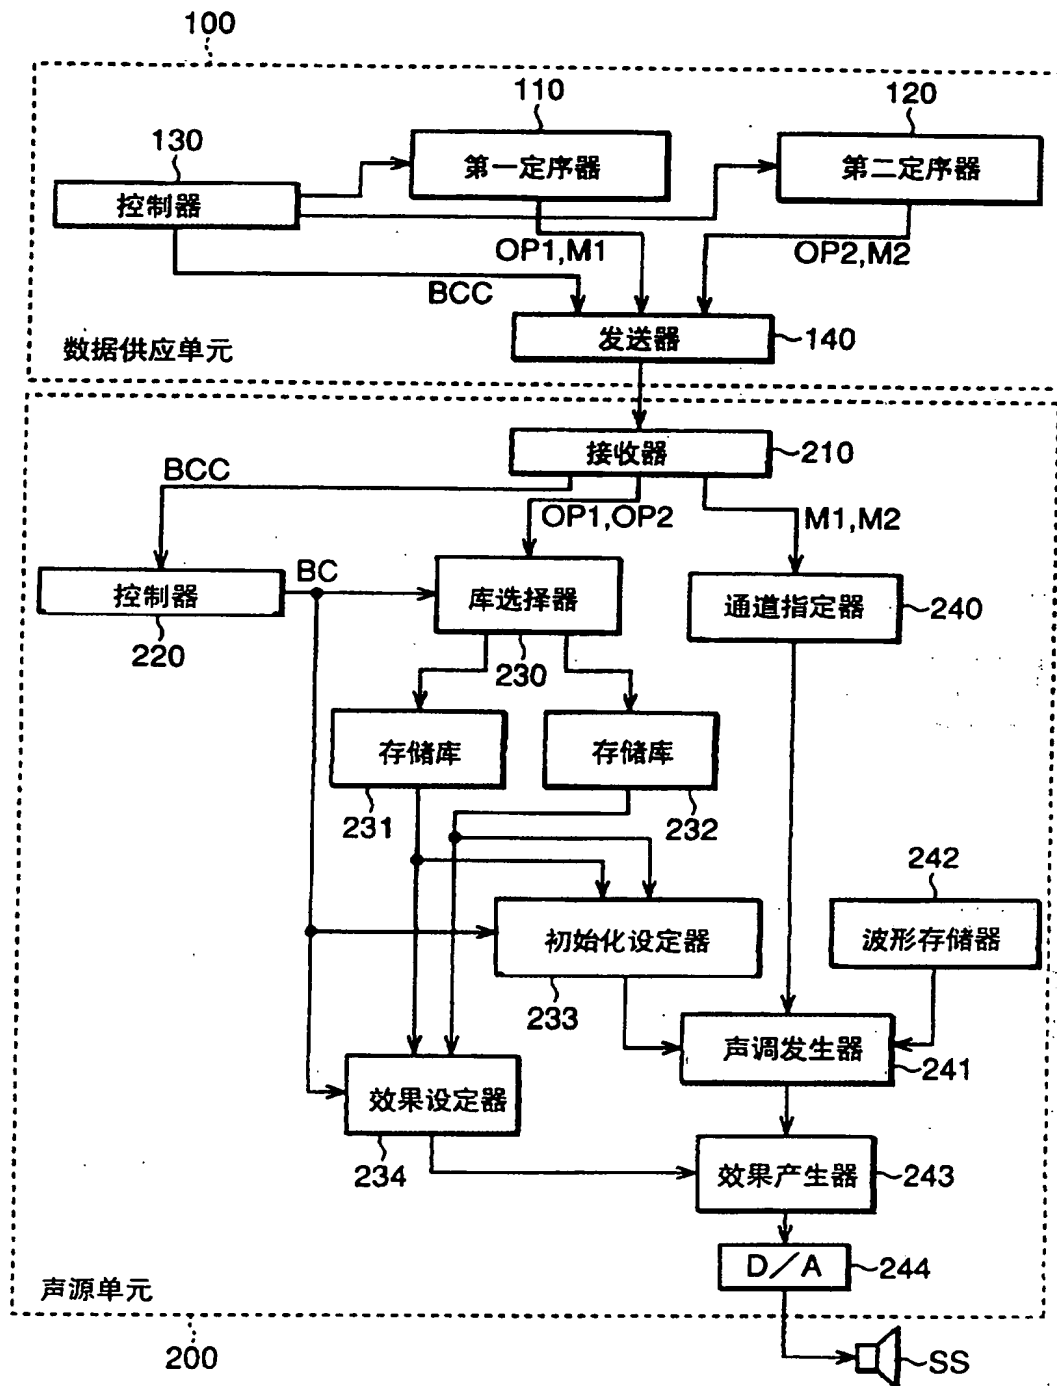 100
110
120
130
第一定序器
第二定序器
控制器
OP1,M1
OP2,M2
BCC
发送器
140
数据供应单元
接收器
210
BCC
OP1,OP2
M1,M2
BC
控制器
库选择器
通道指定器
240
220
230
存储库
存储库
231
232
242
初始化设定器
波形存储器
233
声调发生器
241
效果设定器
234
效果产生器
243
D/A
244
声源单元
200
SS